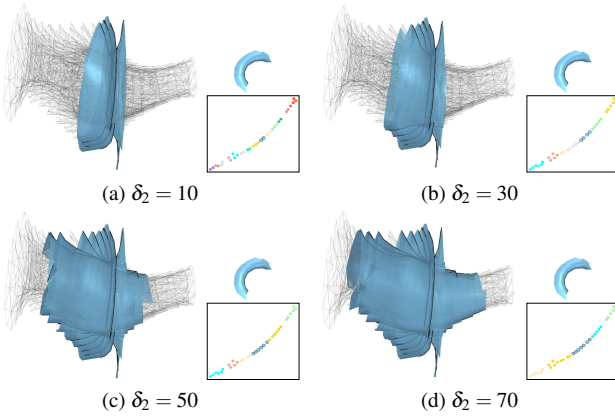 (a) δ₂ = 10
(b) δ₂ = 30
(c) δ₂ = 50
(d) δ₂ = 70